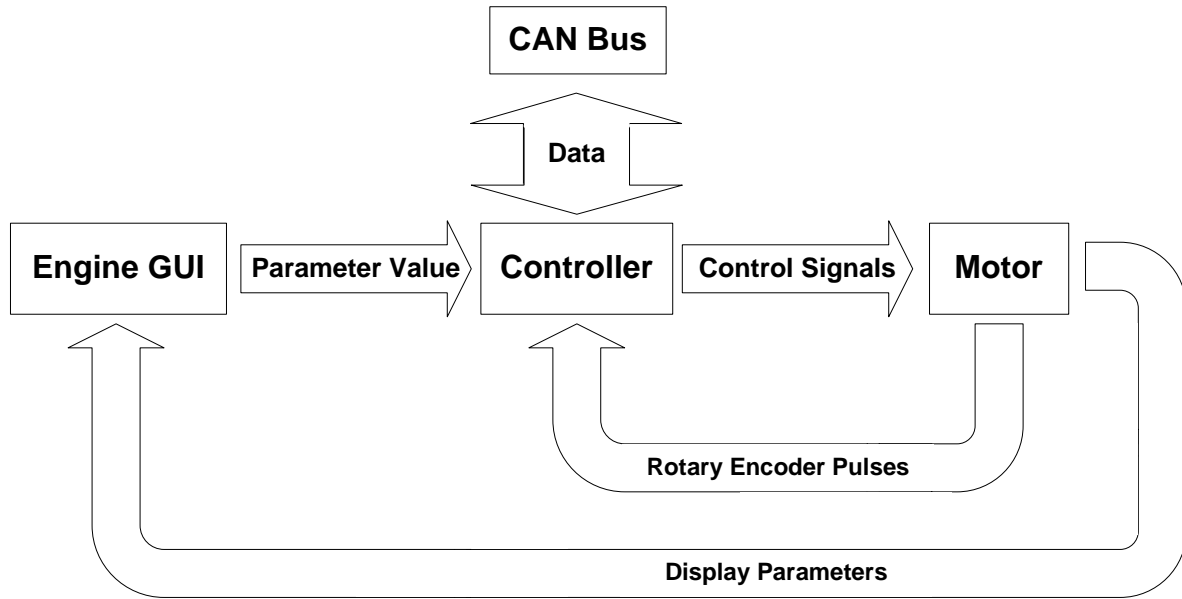 CAN Bus
Data
Engine GUI
Parameter Value
Controller
Control Signals
Motor
Rotary Encoder Pulses
Display Parameters